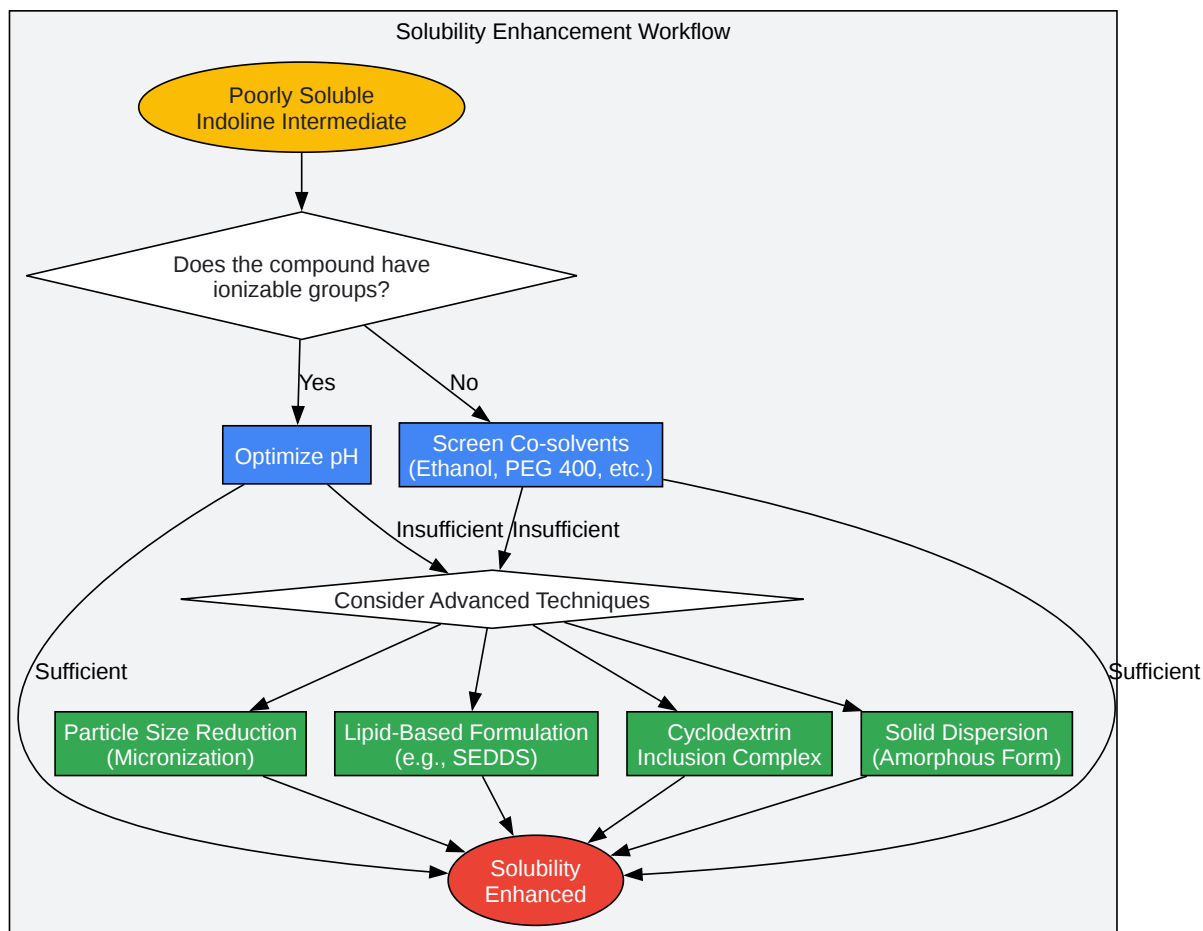 Solubility Enhancement Workflow
Poorly Soluble
Indoline Intermediate
Does the compound have
ionizable groups?
Yes
No
Optimize pH
Screen Co-solvents
(Ethanol, PEG 400, etc.)
Insufficient
Insufficient
Consider Advanced Techniques
Sufficient
Sufficient
Particle Size Reduction
(Micronization)
Lipid-Based Formulation
(e.g., SEDDS)
Cyclodextrin
Inclusion Complex
Solid Dispersion
(Amorphous Form)
Solubility
Enhanced